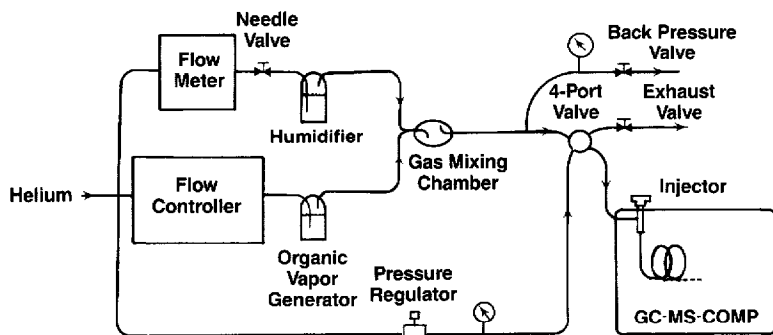 Needle
Valve
Flow
Meter
Humidifier
Helium
Flow
Controller
Organic
Vapor
Generator
Gas Mixing
Chamber
Pressure
Regulator
Back Pressure
Valve
4-Port
Valve
Exhaust
Valve
Injector
GC-MS-COMP